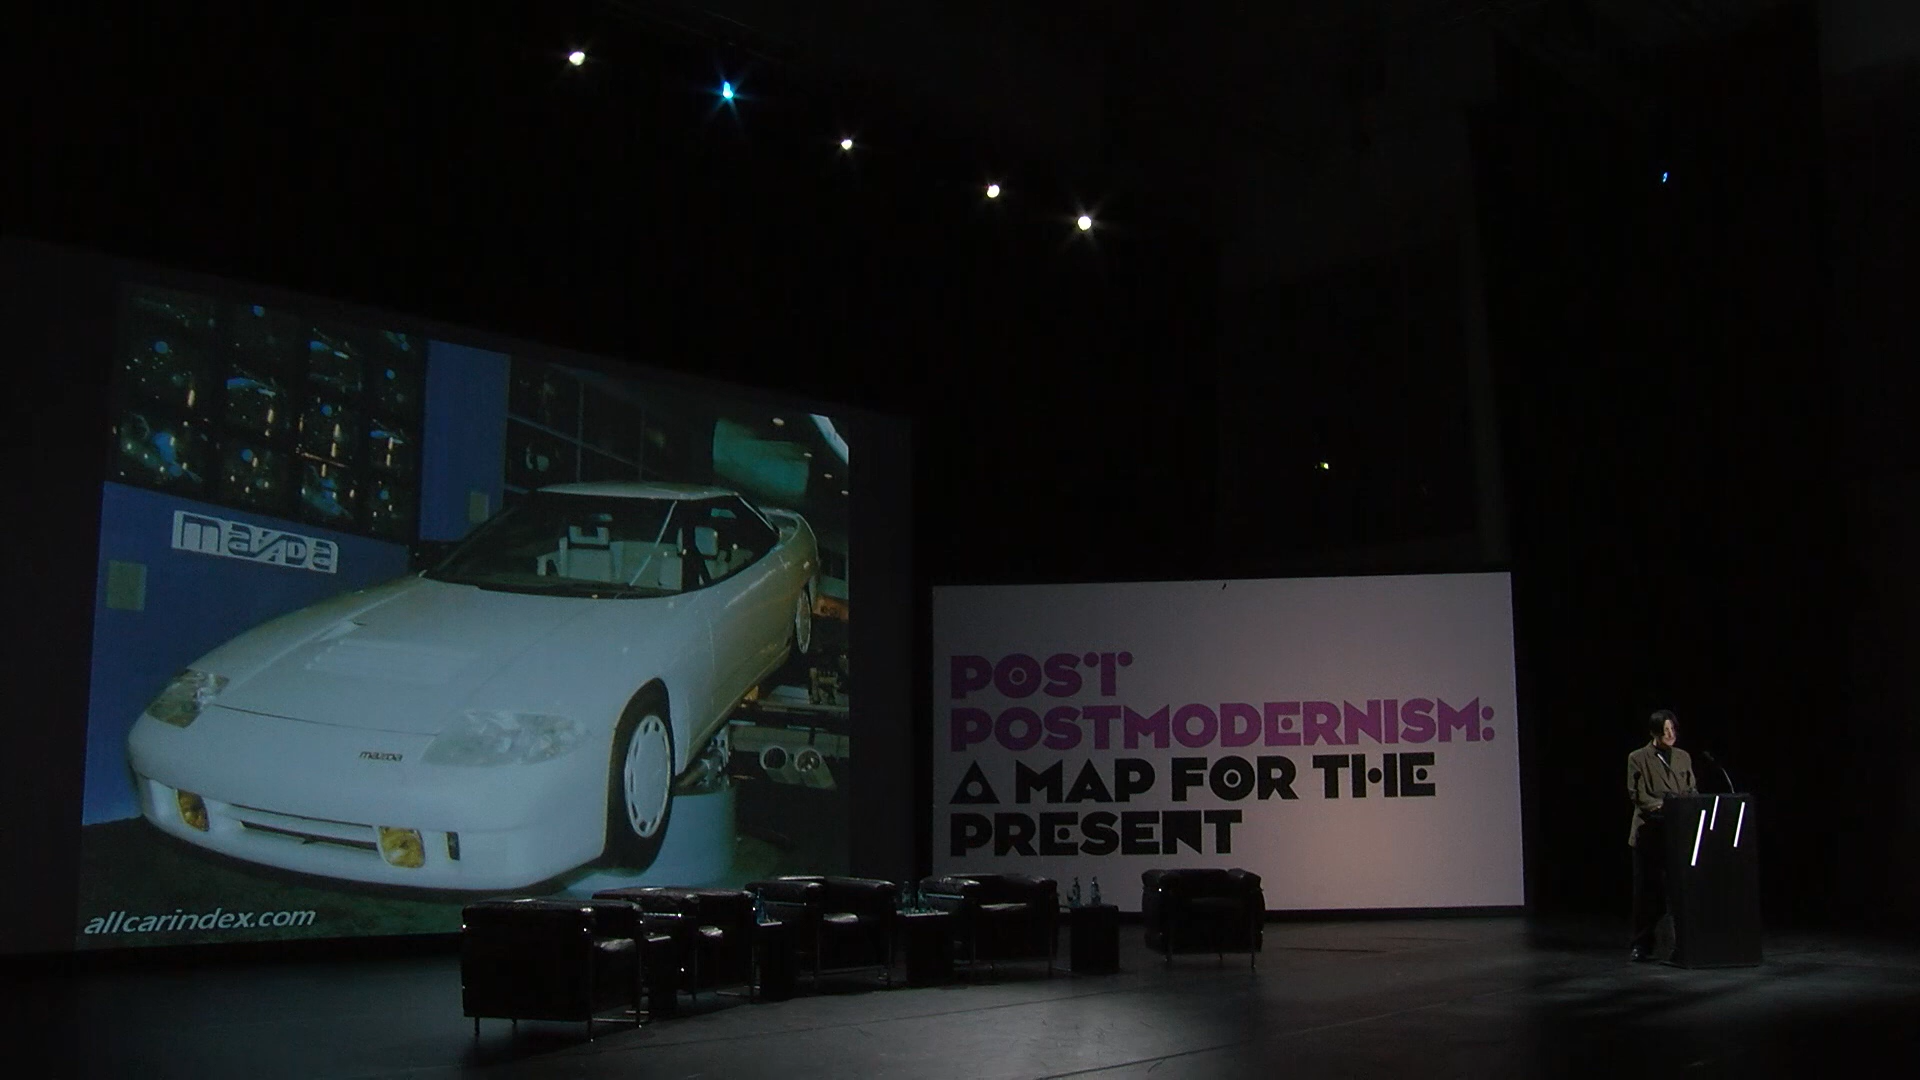 mazda
mazda
allcarindex.com
POST
POSTMODERNISM:
A MAP FOR THE
PRESENT